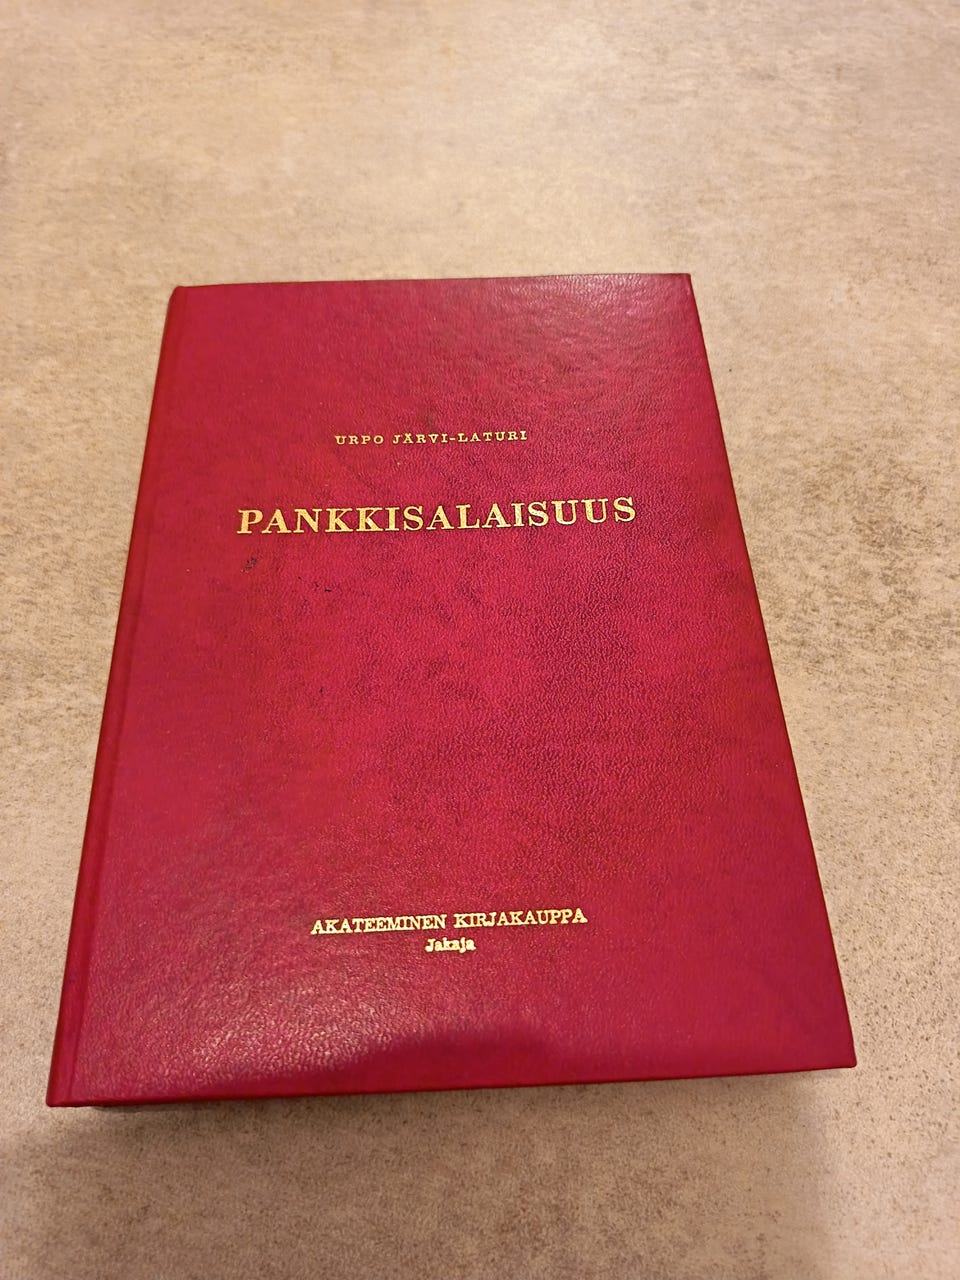 URPO JÄRVI-LATURI
PANKKISALAISUUS
AKATEEMINEN KIRJAKAUPPA
Jakaja